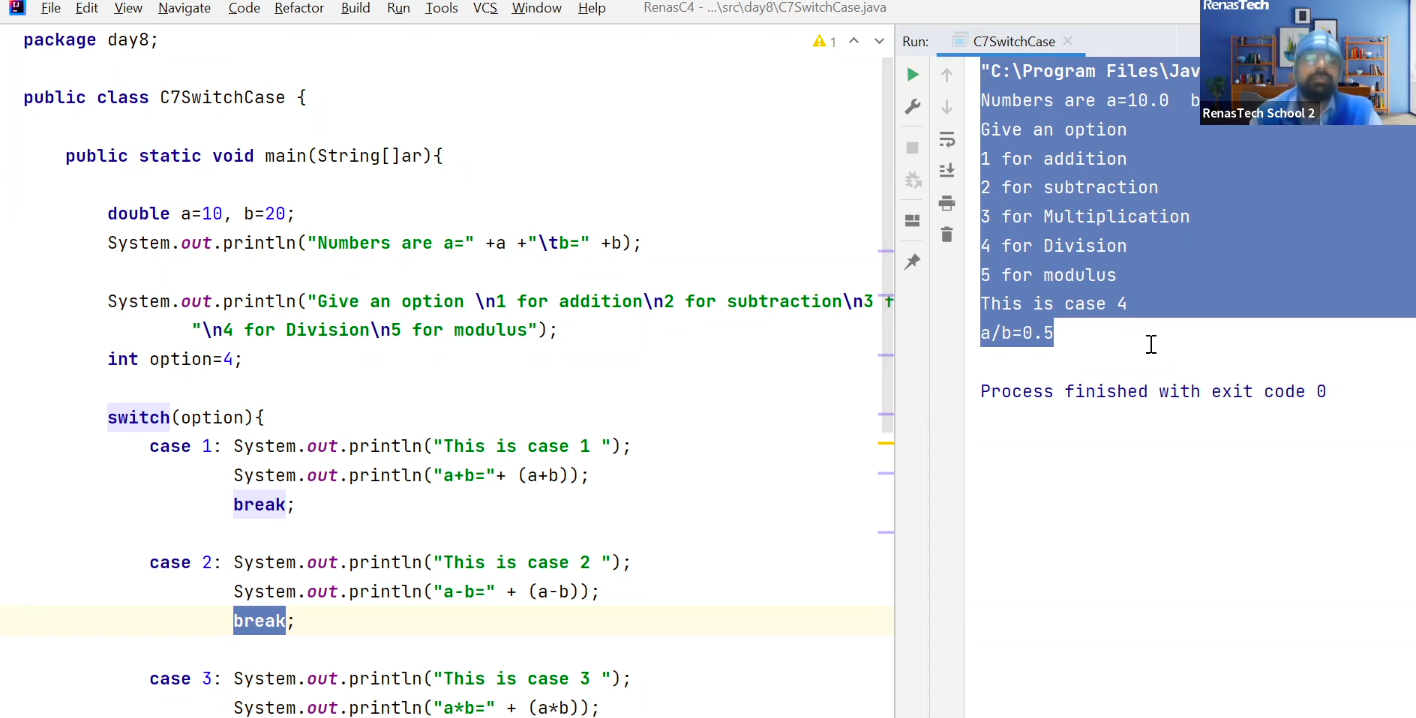 File Edit View Navigate Code Refactor Build Run Tools VCS Window Help RenasC4 - ...\src\day8\C7SwitchCase.java
RenasTech
package day8;
1
Run: C7SwitchCase
public class C7SwitchCase {
public static void main(String[]ar){
double a=10, b=20;
System.out.println("Numbers are a=" +a +"\tb=" +b);
System.out.println("Give an option \n1 for addition\n2 for subtraction\n3 f
"\n4 for Division\n5 for modulus");
int option=4;
switch(option){
case 1: System.out.println("This is case 1 ");
System.out.println("a+b="+ (a+b));
break;
case 2: System.out.println("This is case 2 ");
System.out.println("a-b=" + (a-b));
break;
case 3: System.out.println("This is case 3 ");
System.out.println("a*b=" + (a*b));
"C:\Program Files\Jav
Numbers are a=10.0 b
Give an option
1 for addition
2 for subtraction
3 for Multiplication
4 for Division
5 for modulus
This is case 4
a/b=0.5
Process finished with exit code 0
RenasTech School 2